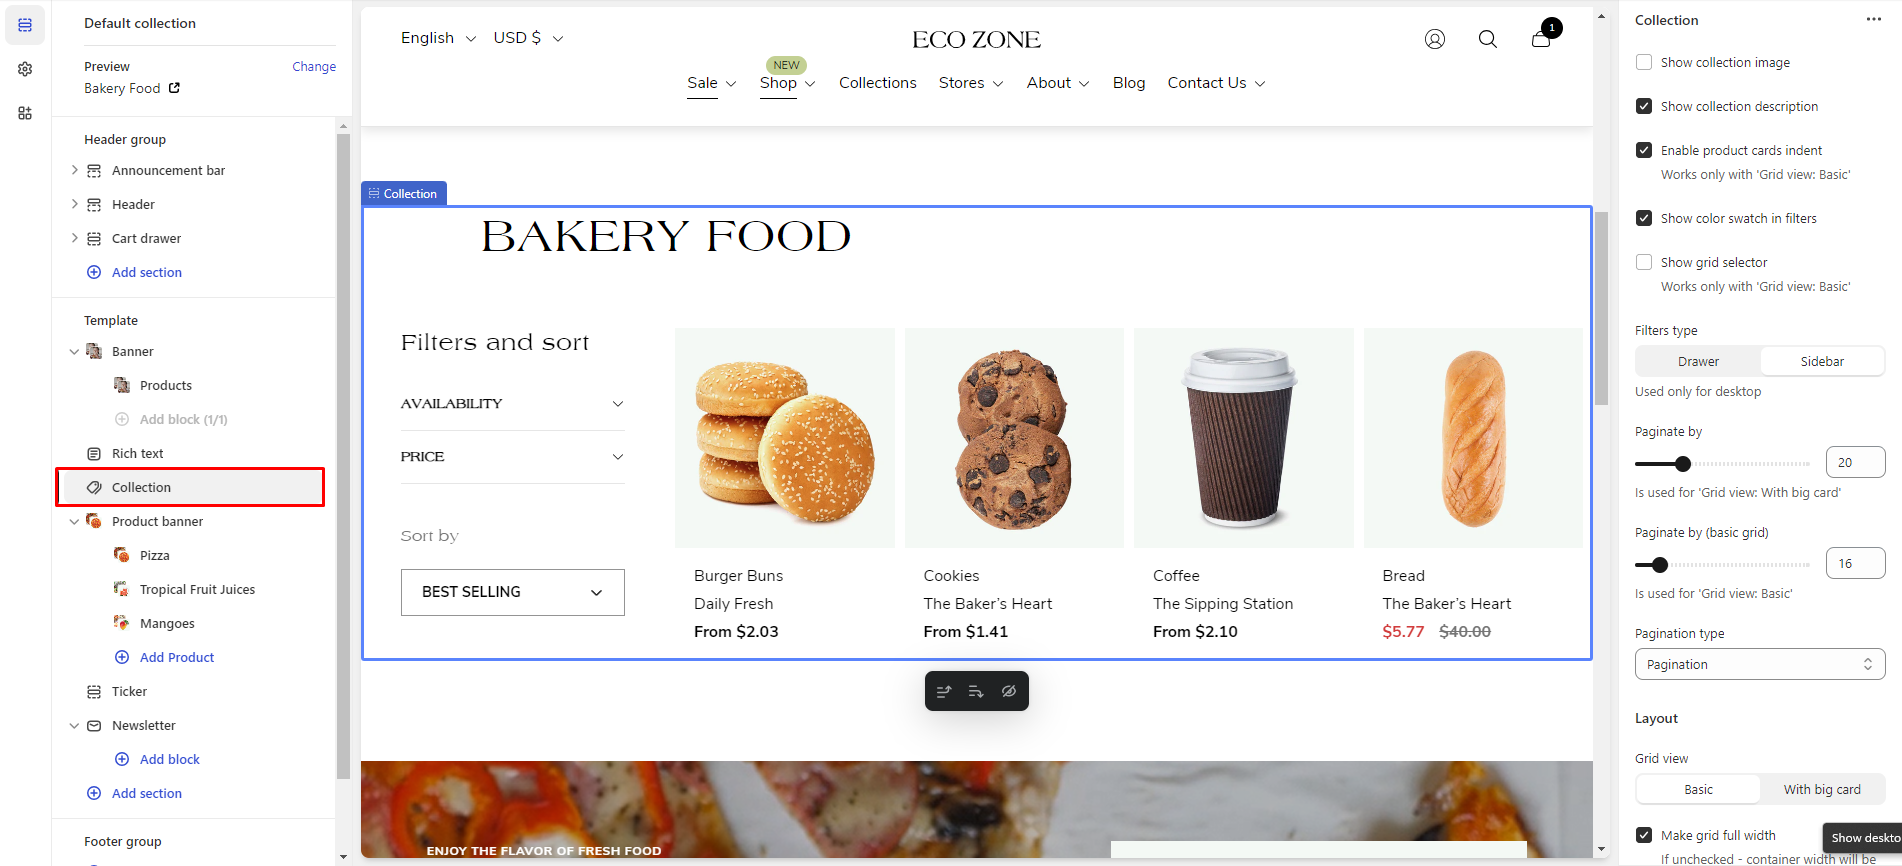 Default collection
Preview
Change
Bakery Food
Header group
Announcement bar
Header
Cart drawer
Add section
Template
Banner
Products
Add block (1/1)
Rich text
Collection
Product banner
Pizza
Tropical Fruit Juices
Mangoes
Add Product
Ticker
Newsletter
Add block
Add section
Footer group
English
USD $
ECO ZONE
1
NEW
Sale
Shop
Collections
Stores
About
Blog
Contact Us
Collection
BAKERY FOOD
Filters and sort
AVAILABILITY
PRICE
Sort by
BEST SELLING
Burger Buns
Daily Fresh
From $2.03
Cookies
The Baker’s Heart
From $1.41
Coffee
The Sipping Station
From $2.10
Bread
The Baker’s Heart
$5.77 $40.00
ENJOY THE FLAVOR OF FRESH FOOD
Collection
Show collection image
Show collection description
Enable product cards indent
Works only with 'Grid view: Basic'
Show color swatch in filters
Show grid selector
Works only with 'Grid view: Basic'
Filters type
Drawer
Sidebar
Used only for desktop
Paginate by
20
Is used for 'Grid view: With big card'
Paginate by (basic grid)
16
Is used for 'Grid view: Basic'
Pagination type
Pagination
Layout
Grid view
Basic
With big card
Make grid full width
Show deskto
If unchecked - container width will be